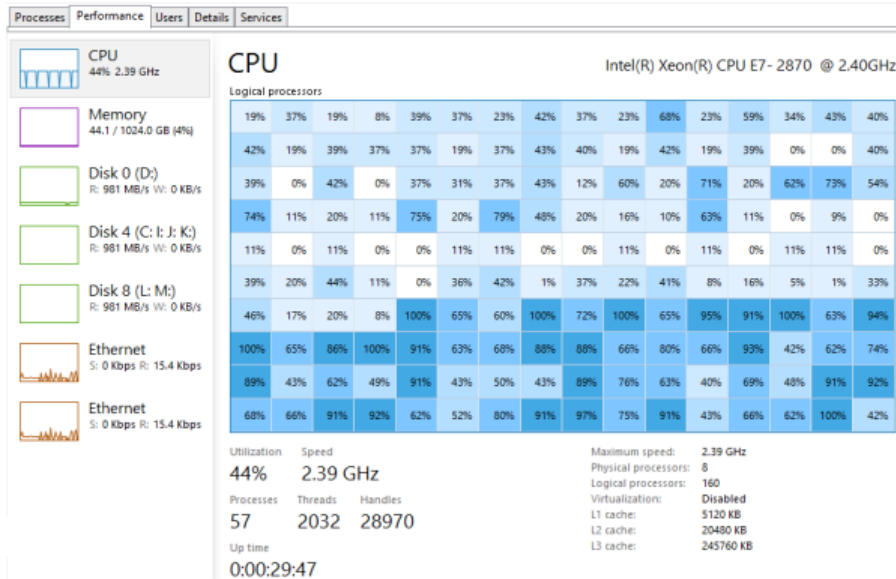 Processes Performance Users Details Services
CPU
44% 2.39 GHz
Memory
44.1 / 1024.0 GB (4%)
Disk 0 (D:)
R: 981 MB/s W: 0 KB/s
Disk 4 (C: I: J: K:)
R: 981 MB/s W: 0 KB/s
Disk 8 (L: M:)
R: 981 MB/s W: 0 KB/s
Ethernet
S: 0 Kbps R: 15.4 Kbps
Ethernet
S: 0 Kbps R: 15.4 Kbps
CPU Intel(R) Xeon(R) CPU E7- 2870 @ 2.40GHz
Logical processors
19% 37% 19% 8% 39% 37% 23% 42% 37% 23% 68% 23% 59% 34% 43% 40%
42% 19% 39% 37% 37% 19% 37% 43% 40% 19% 42% 19% 39% 0% 0% 40%
39% 0% 42% 0% 37% 31% 37% 43% 12% 60% 20% 71% 20% 62% 73% 54%
74% 11% 20% 11% 75% 20% 79% 48% 20% 16% 10% 63% 11% 0% 9% 0%
11% 0% 11% 0% 0% 11% 11% 0% 0% 11% 0% 11% 0% 11% 11% 0%
39% 20% 44% 11% 0% 36% 42% 1% 37% 22% 41% 8% 16% 5% 1% 33%
46% 17% 20% 8% 100% 65% 60% 100% 72% 100% 65% 95% 91% 100% 63% 94%
100% 65% 86% 100% 91% 63% 68% 88% 88% 66% 80% 66% 93% 42% 62% 74%
89% 43% 62% 49% 91% 43% 50% 43% 89% 76% 63% 40% 69% 48% 91% 92%
68% 66% 91% 92% 62% 52% 80% 91% 97% 75% 91% 43% 66% 62% 100% 42%
Utilization Speed
44% 2.39 GHz
Processes Threads Handles
57 2032 28970
Up time
0:00:29:47
Maximum speed: 2.39 GHz
Physical processors: 8
Logical processors: 160
Virtualization: Disabled
L1 cache: 5120 KB
L2 cache: 20480 KB
L3 cache: 245760 KB